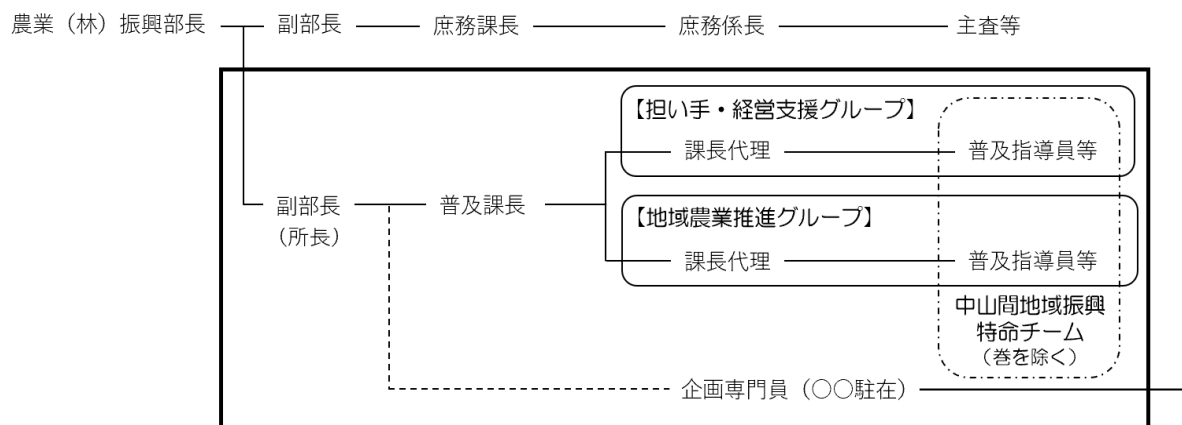 農業（林）振興部長 副部長 庶務課長 庶務係長 主査等
【担い手・経営支援グループ】
課長代理 普及指導員等
副部長 普及課長
（所長）
【地域農業推進グループ】
課長代理 普及指導員等
中山間地域振興
特命チーム
（巻を除く）
企画専門員（〇〇駐在）